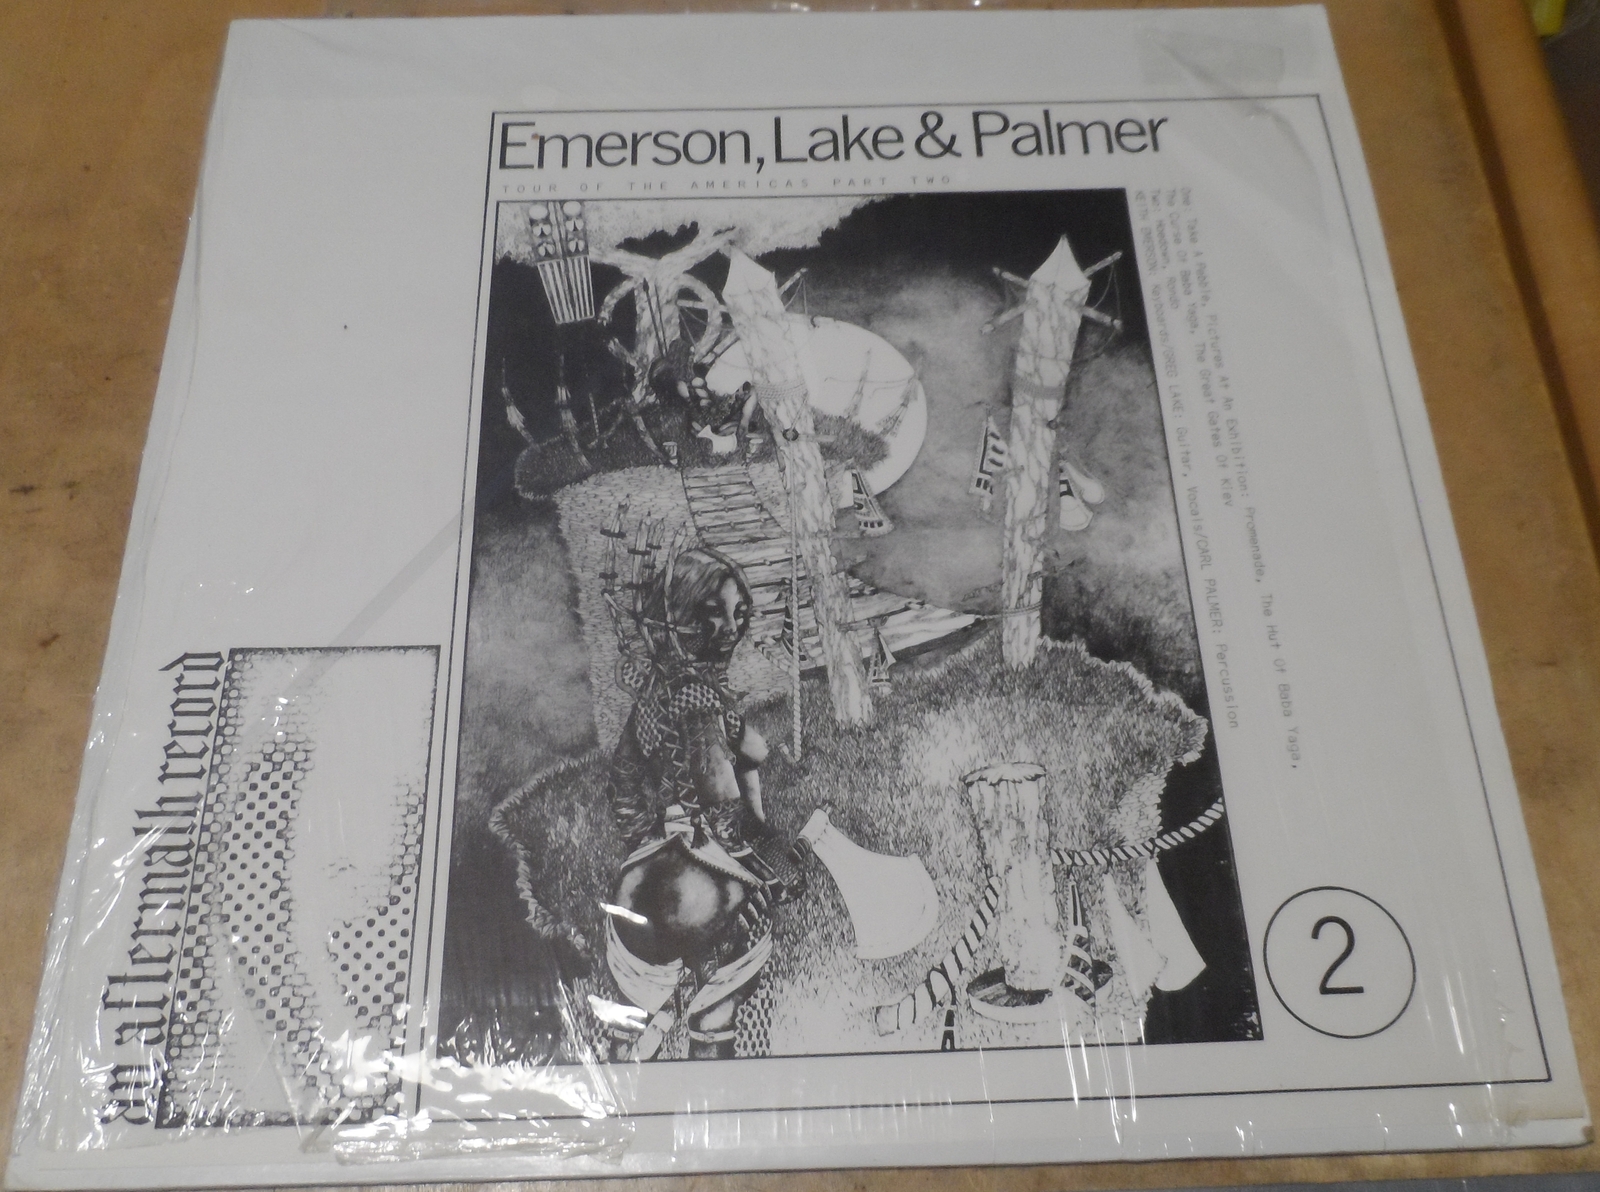 Emerson, Lake & Palmer
TOUR OF THE AMERICAS PART TWO
One: Take A Pebble, Pictures At An Exhibition: Promenade, The Hut Of Baba Yaga,
The Curse Of Baba Yaga, The Great Gates Of Kiev
Two: Hoedown, Rondo
KEITH EMERSON: Keyboards/GREG LAKE: Guitar, Vocals/CARL PALMER: Percussion
2
an aftermath record